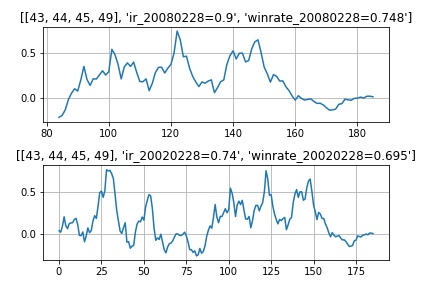 [[43, 44, 45, 49], 'ir_20080228=0.9', 'winrate_20080228=0.748']
0.5
0.0
80 100 120 140 160 180
[[43, 44, 45, 49], 'ir_20020228=0.74', 'winrate_20020228=0.695']
0.5
0.0
0 25 50 75 100 125 150 175